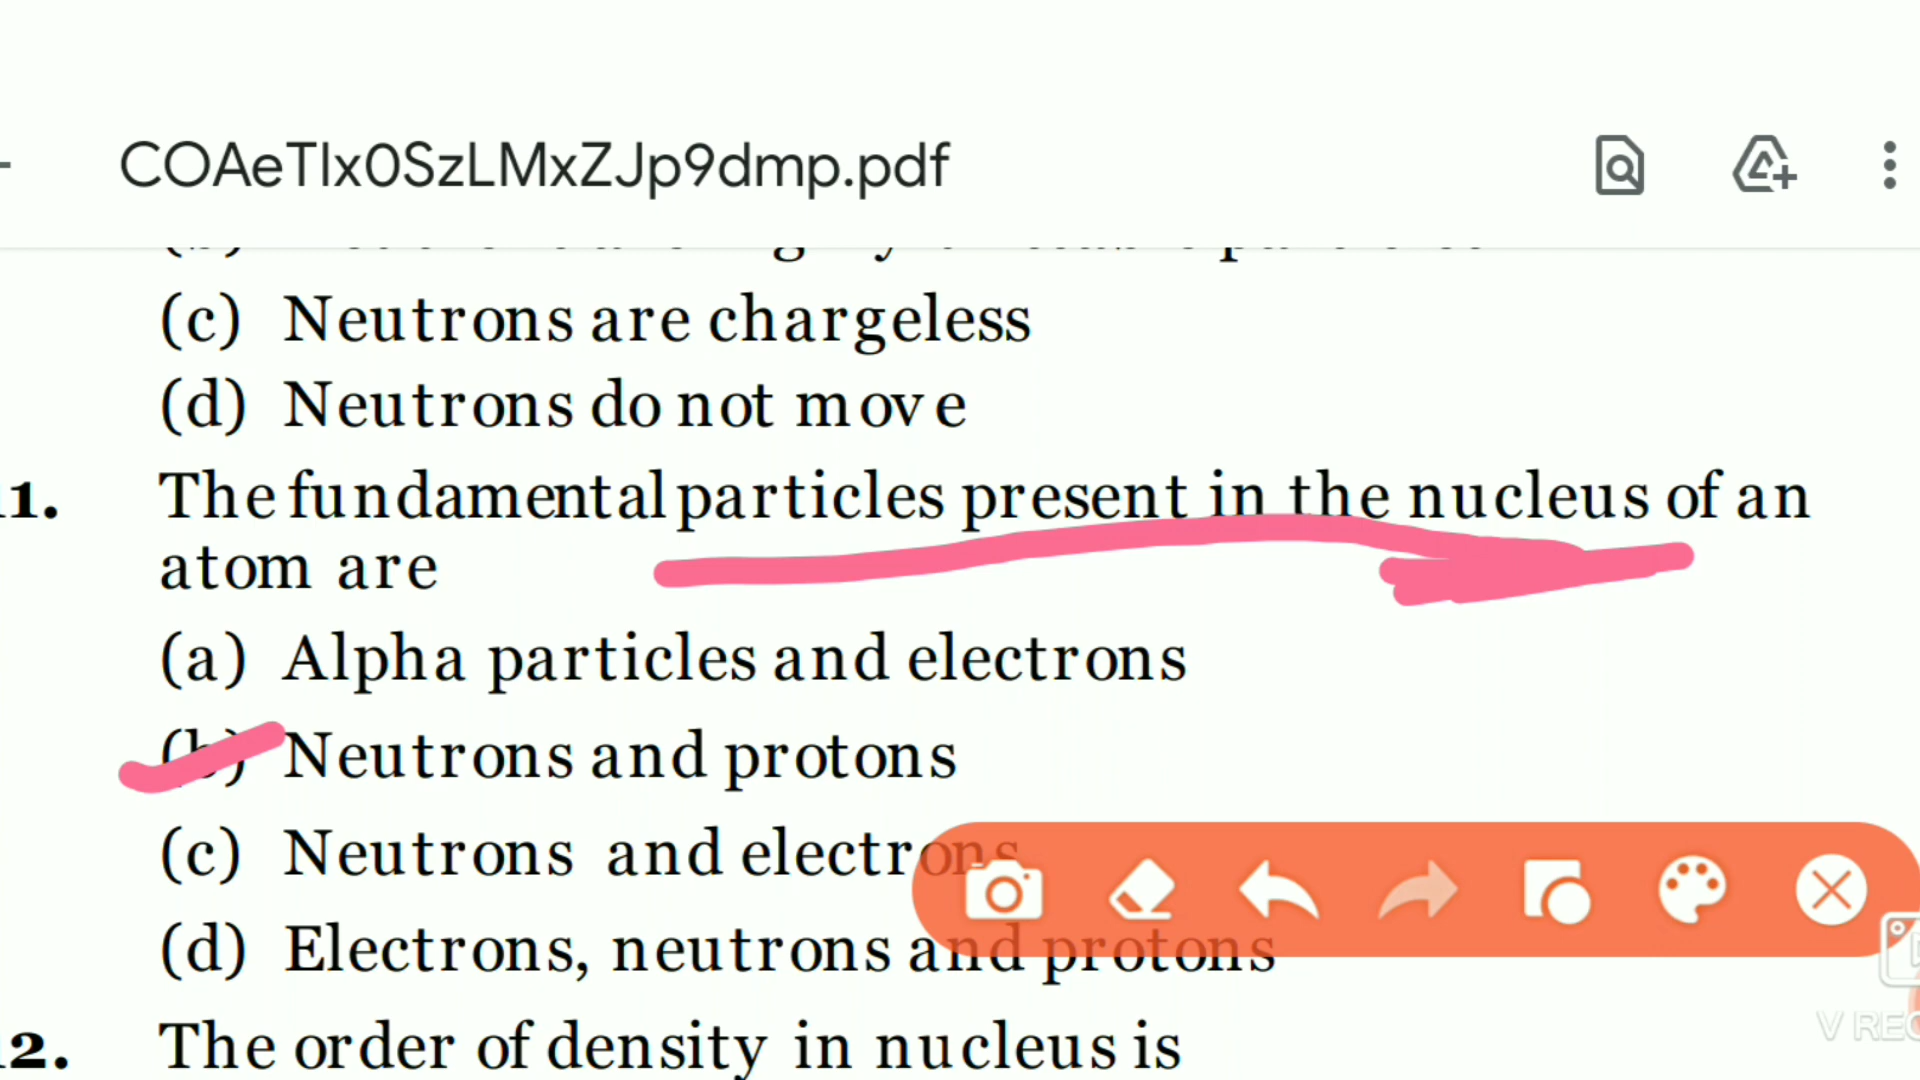 COAeTIx0SzLMxZJp9dmp.pdf
(c) Neutrons are chargeless
(d) Neutrons do not move
1. The fundamental particles present in the nucleus of an
atom are
(a) Alpha particles and electrons
(b) Neutrons and protons
(c) Neutrons and electrons
(d) Electrons, neutrons and protons
2. The order of density in nucleus is
V REC